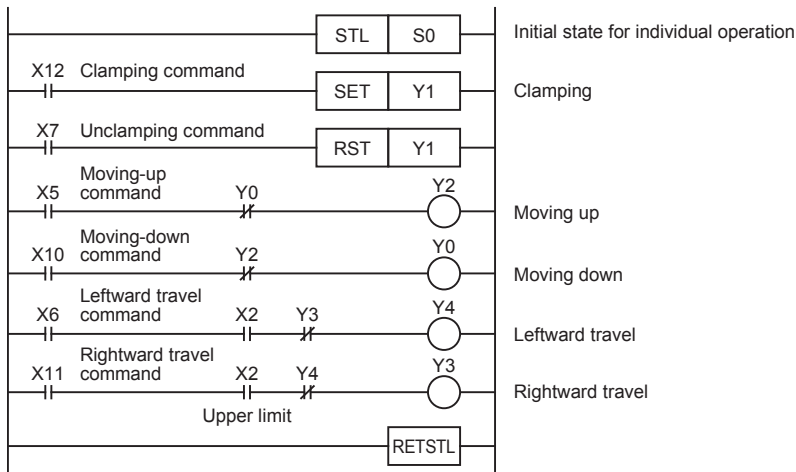 STL S0 Initial state for individual operation
X12 Clamping command
SET Y1 Clamping
X7 Unclamping command
RST Y1
Moving-up
X5 command Y0 Y2
Moving up
Moving-down
X10 command Y2 Y0
Moving down
Leftward travel
X6 command X2 Y3 Y4
Leftward travel
Rightward travel
X11 command X2 Y4 Y3
Rightward travel
Upper limit
RETSTL